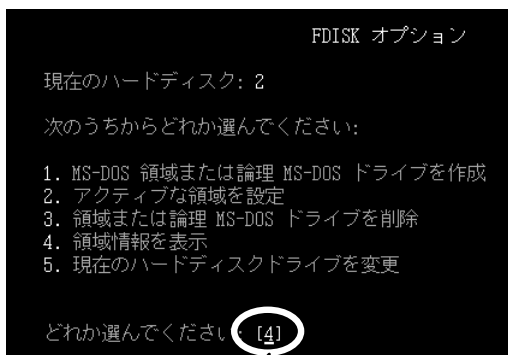 FDISK オプション
現在のハードディスク: 2
次のうちからどれか選んでください:
1. MS-DOS 領域または論理 MS-DOS ドライブを作成
2. アクティブな領域を設定
3. 領域または論理 MS-DOS ドライブを削除
4. 領域情報を表示
5. 現在のハードディスクドライブを変更
どれか選んでください: [4]